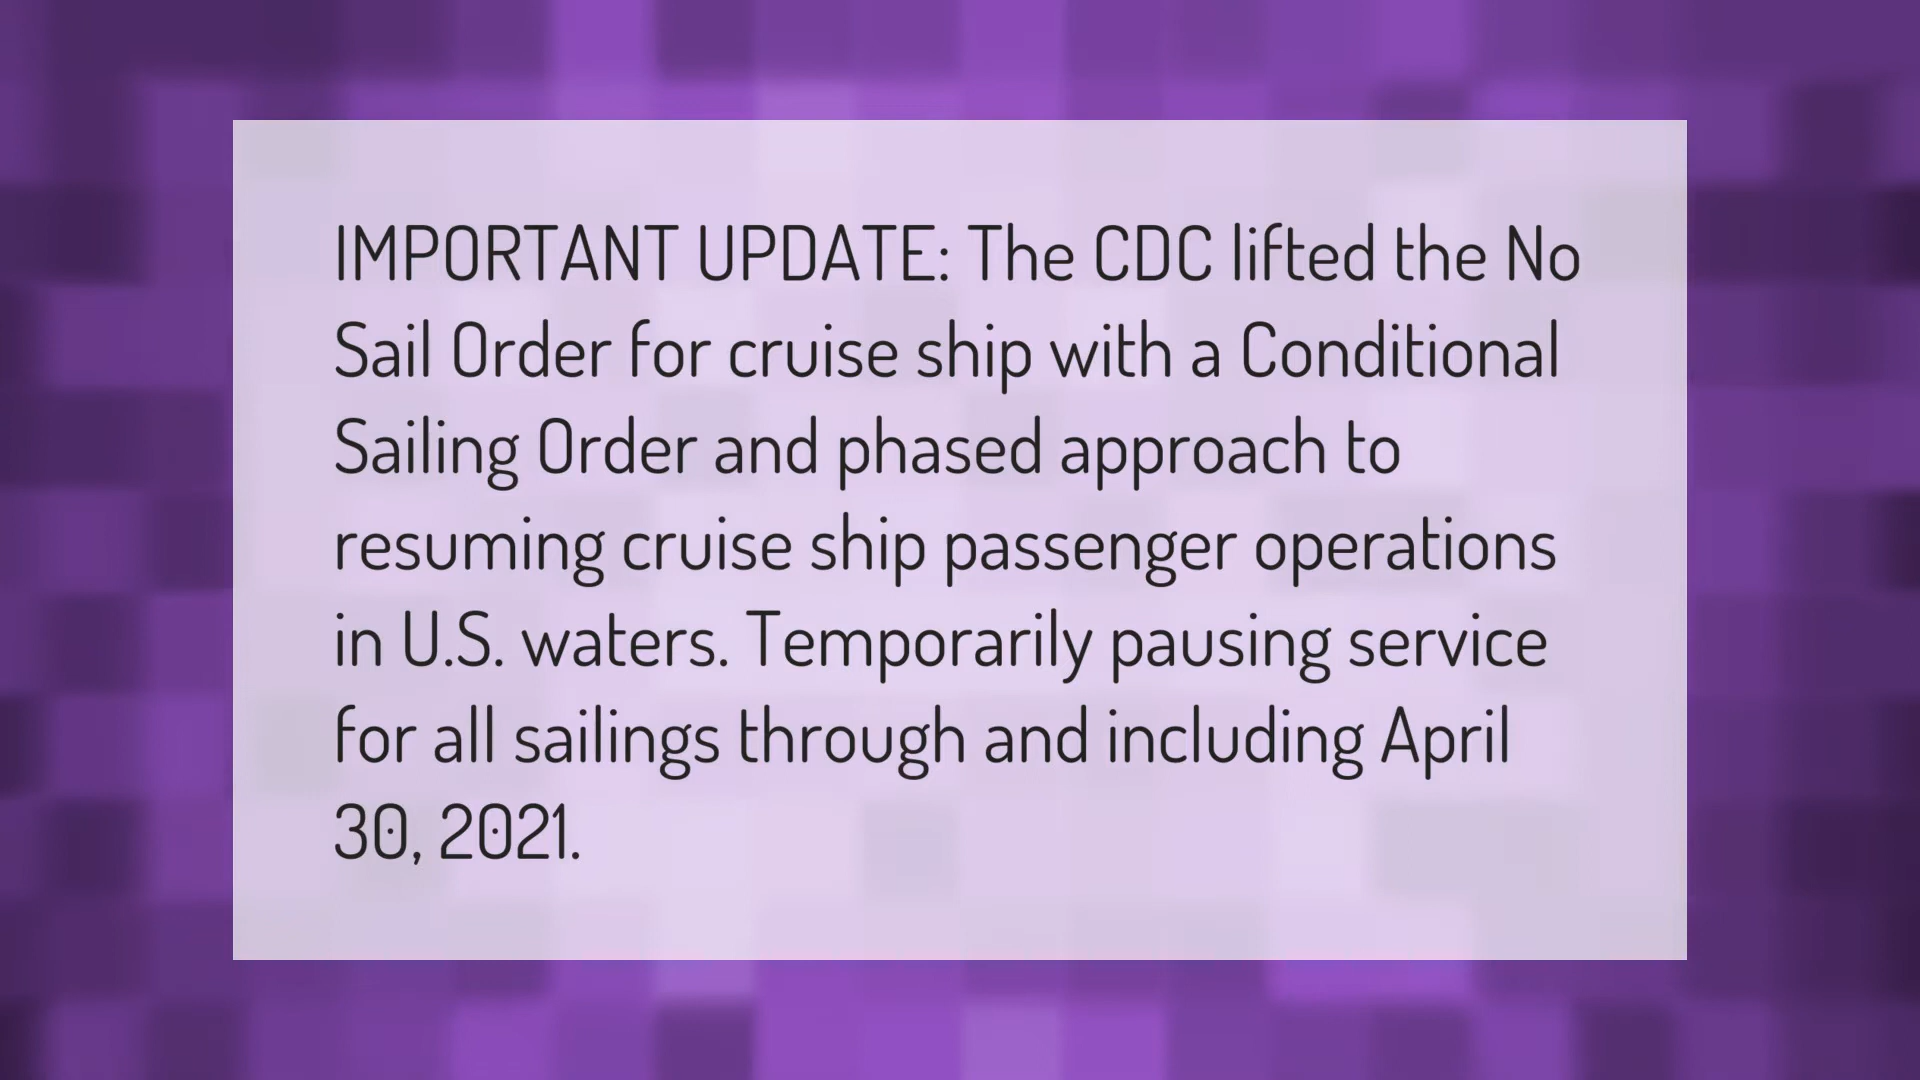 IMPORTANT UPDATE: The CDC lifted the No
Sail Order for cruise ship with a Conditional
Sailing Order and phased approach to
resuming cruise ship passenger operations
in U.S. waters. Temporarily pausing service
for all sailings through and including April
30, 2021.